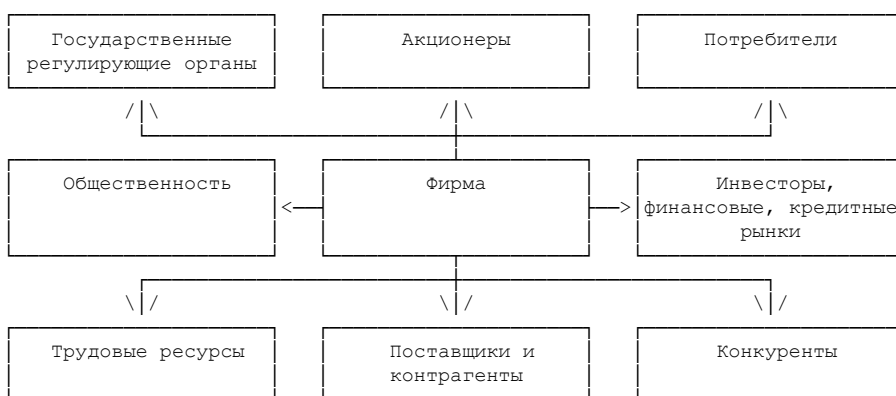 Государственные
регулирующие органы
Акционеры
Потребители
Общественность
Фирма
Инвесторы,
финансовые, кредитные
рынки
Трудовые ресурсы
Поставщики и
контрагенты
Конкуренты